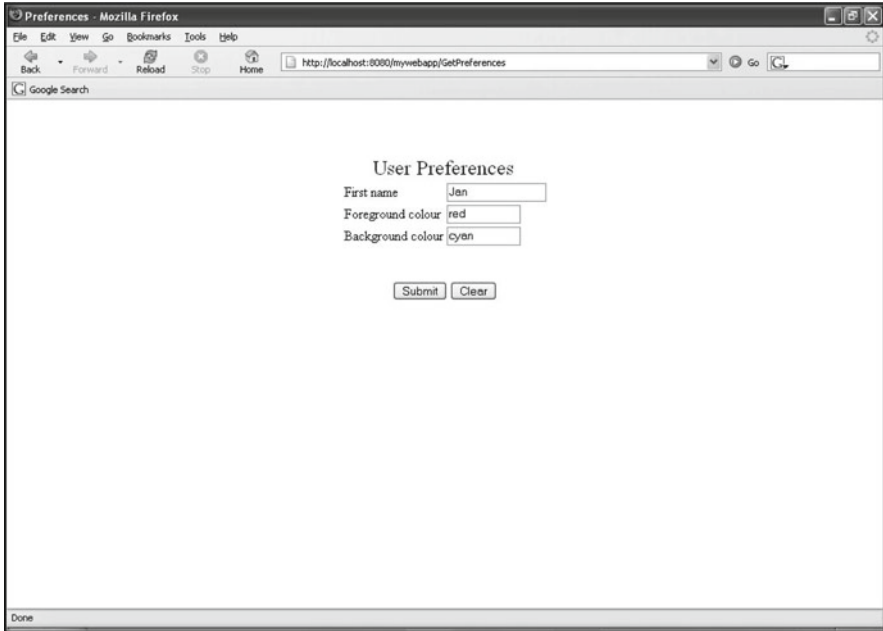 Preferences - Mozilla Firefox
File Edit View Go Bookmarks Tools Help
Back Forward Reload Stop Home http://localhost:8080/mywebapp/GetPreferences Go G
G Google Search
User Preferences
First name Jan
Foreground colour red
Background colour cyan
Submit Clear
Done